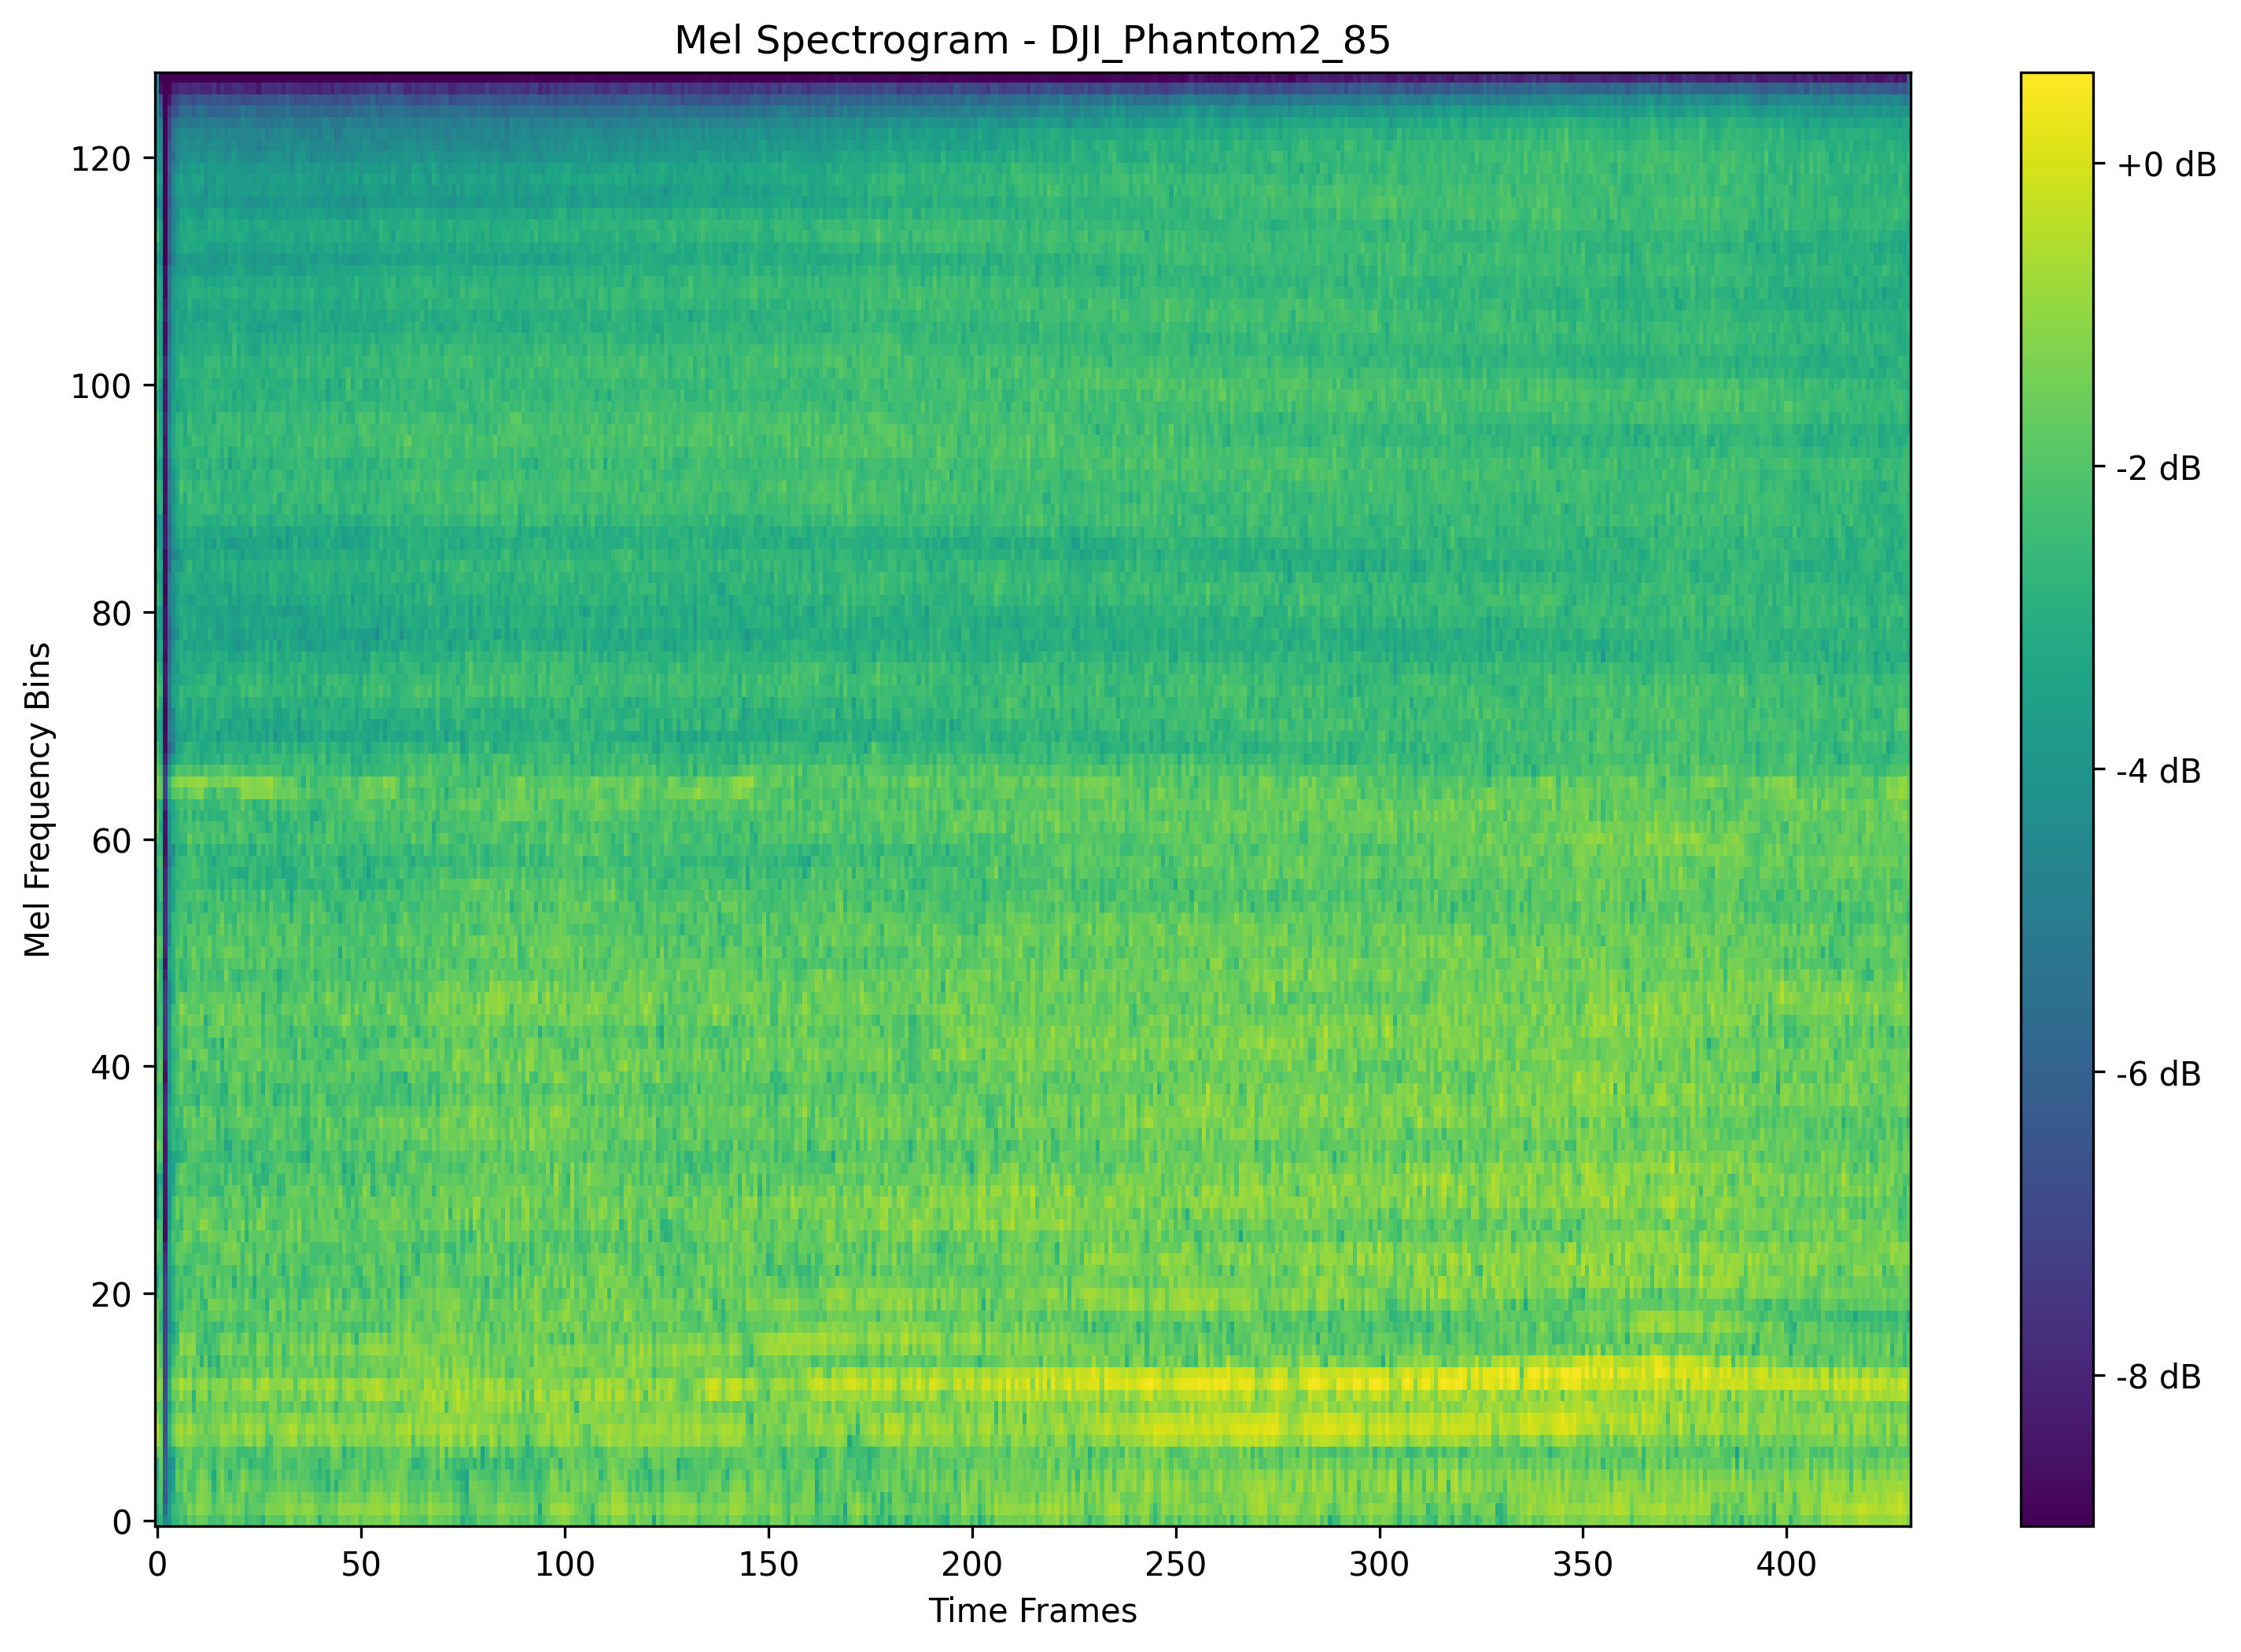 Mel Spectrogram - DJI_Phantom2_85
120
100
80
60
40
20
0
Mel Frequency Bins
0 50 100 150 200 250 300 350 400
Time Frames
+0 dB
-2 dB
-4 dB
-6 dB
-8 dB